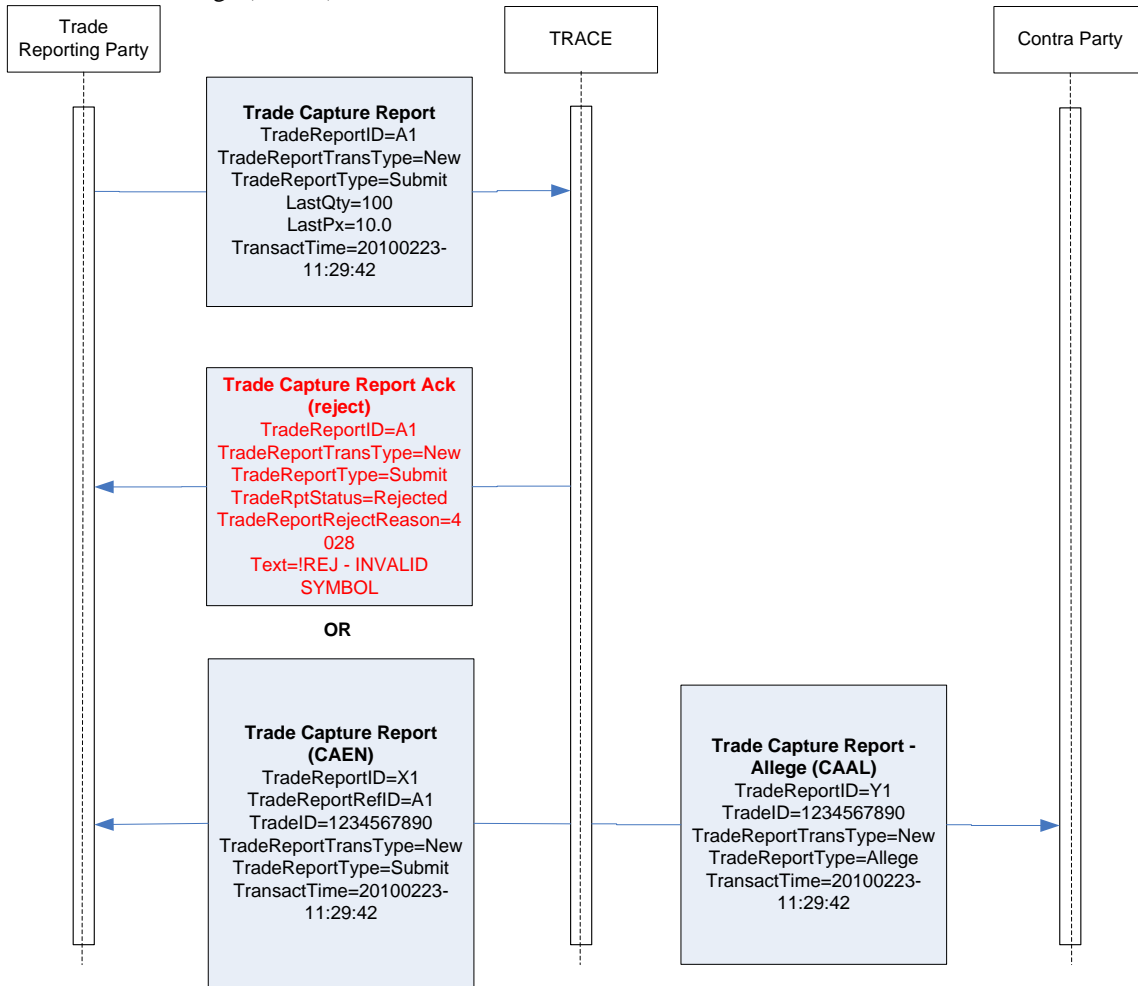 Trade
Reporting Party
TRACE
Contra Party
Trade Capture Report
TradeReportID=A1
TradeReportTransType=New
TradeReportType=Submit
LastQty=100
LastPx=10.0
TransactTime=20100223-
11:29:42
Trade Capture Report Ack
(reject)
TradeReportID=A1
TradeReportTransType=New
TradeReportType=Submit
TradeRptStatus=Rejected
TradeReportRejectReason=4
028
Text=!REJ - INVALID
SYMBOL
OR
Trade Capture Report
(CAEN)
TradeReportID=X1
TradeReportRefID=A1
TradeID=1234567890
TradeReportTransType=New
TradeReportType=Submit
TransactTime=20100223-
11:29:42
Trade Capture Report -
Allege (CAAL)
TradeReportID=Y1
TradeID=1234567890
TradeReportTransType=New
TradeReportType=Allege
TransactTime=20100223-
11:29:42